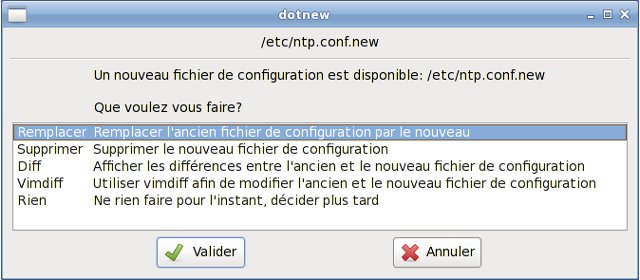 dotnew
/etc/ntp.conf.new
Un nouveau fichier de configuration est disponible: /etc/ntp.conf.new
Que voulez vous faire?
Remplacer Remplacer l'ancien fichier de configuration par le nouveau
Supprimer Supprimer le nouveau fichier de configuration
Diff Afficher les différences entre l'ancien et le nouveau fichier de configuration
Vimdiff Utiliser vimdiff afin de modifier l'ancien et le nouveau fichier de configuration
Rien Ne rien faire pour l'instant, décider plus tard
Valider Annuler